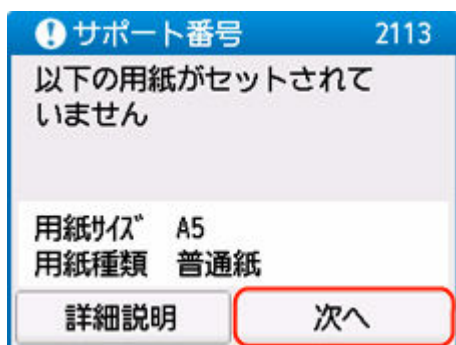 サポート番号 2113
以下の用紙がセットされて
いません
用紙サイズ A5
用紙種類 普通紙
詳細説明 次へ